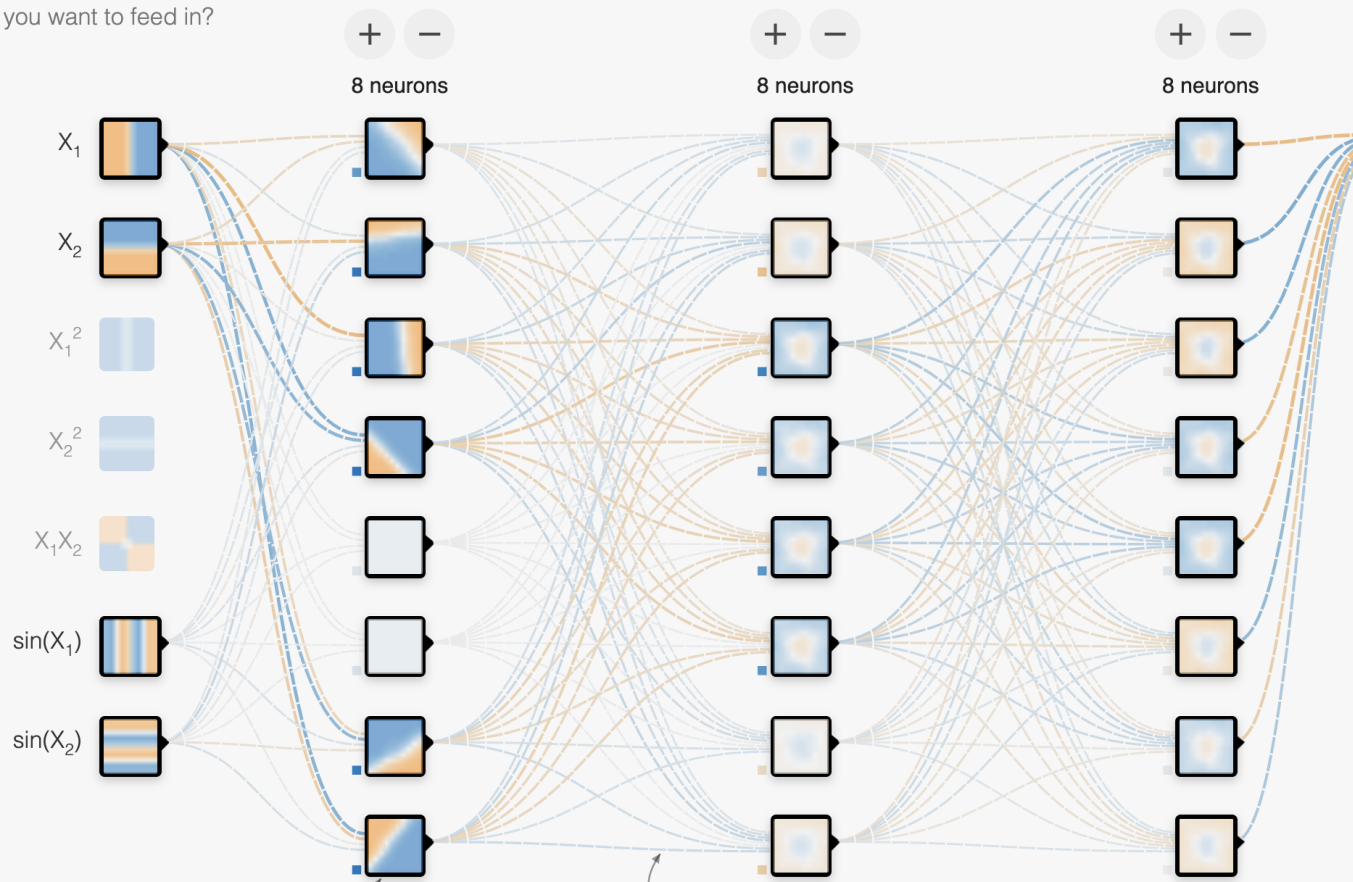 you want to feed in?
+ − + − + −
8 neurons 8 neurons 8 neurons
X₁
X₂
X₁²
X₂²
X₁X₂
sin(X₁)
sin(X₂)